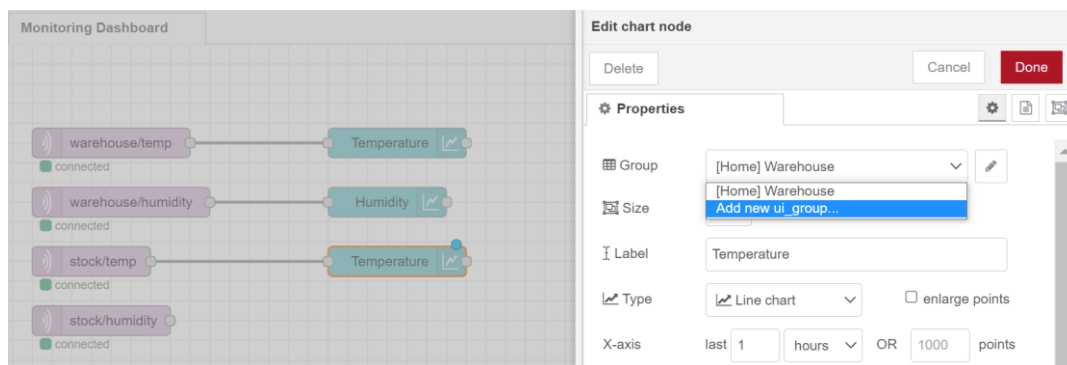 Monitoring Dashboard
warehouse/temp
connected
Temperature
warehouse/humidity
connected
Humidity
stock/temp
connected
Temperature
stock/humidity
connected
Edit chart node
Delete
Cancel
Done
Properties
Group
[Home] Warehouse
[Home] Warehouse
Add new ui_group...
Size
Label
Temperature
Type
Line chart
enlarge points
X-axis
last 1 hours OR 1000 points